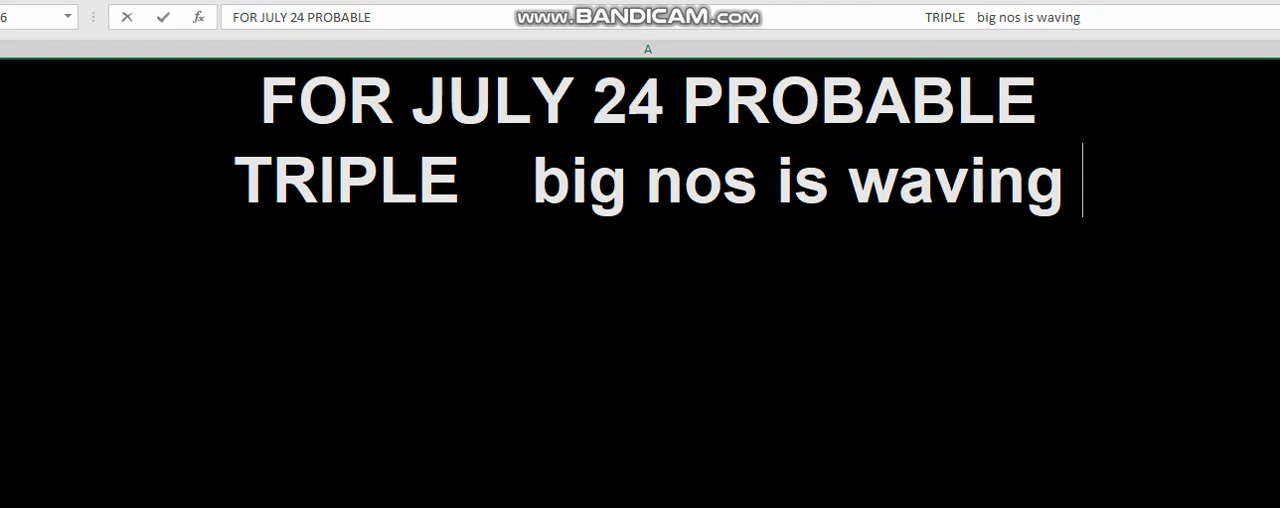 6 fx FOR JULY 24 PROBABLE TRIPLE big nos is waving
www.BANDICAM.com
A
FOR JULY 24 PROBABLE
TRIPLE big nos is waving